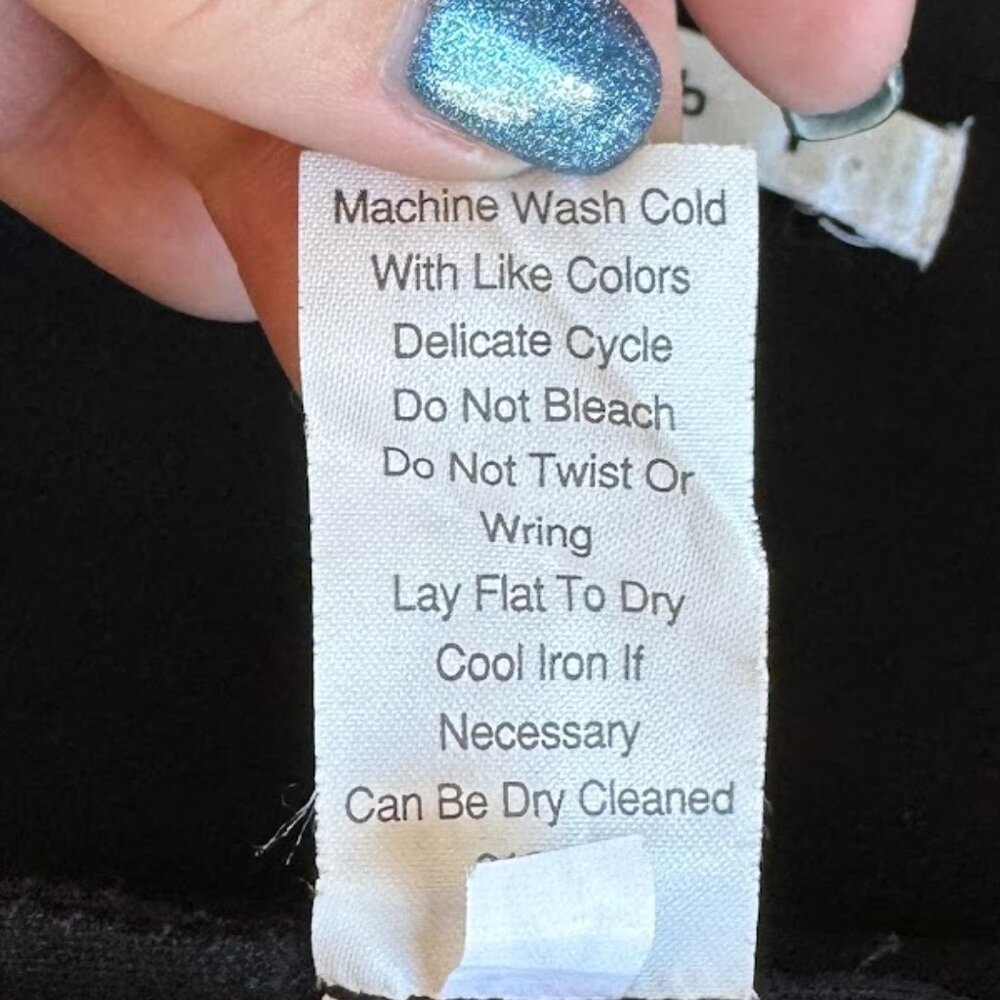 Machine Wash Cold
With Like Colors
Delicate Cycle
Do Not Bleach
Do Not Twist Or
Wring
Lay Flat To Dry
Cool Iron If
Necessary
Can Be Dry Cleaned